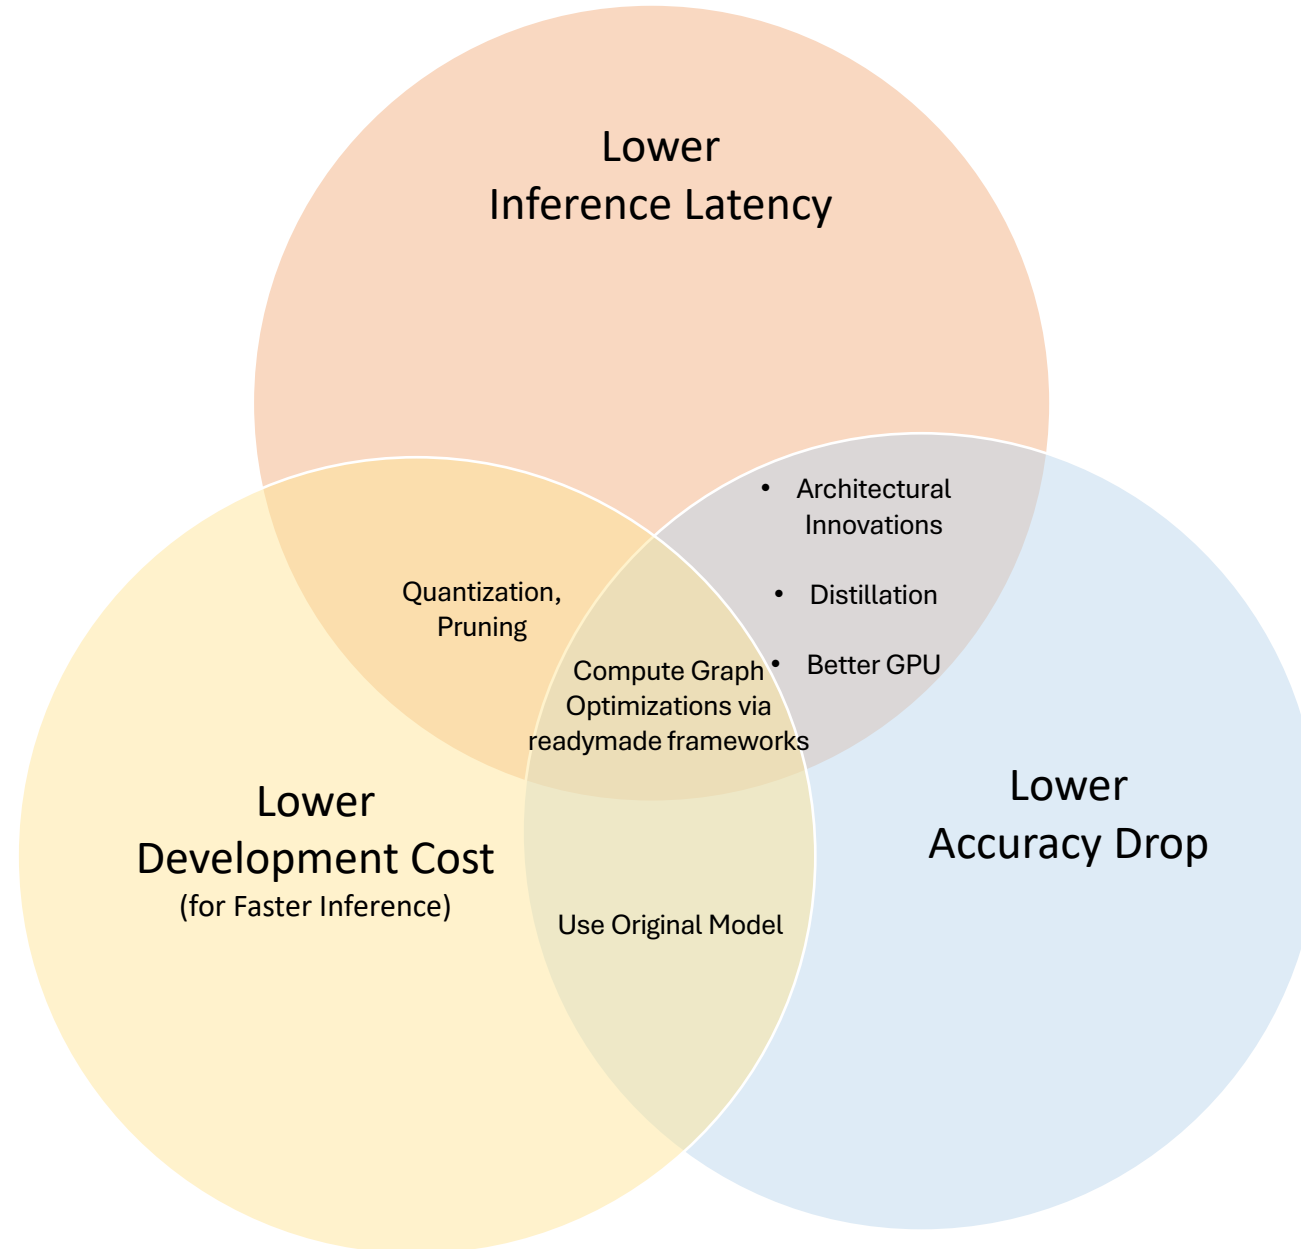 Lower
Inference Latency
• Architectural
Innovations
• Distillation
• Better GPU
Quantization,
Pruning
Compute Graph
Optimizations via
readymade frameworks
Lower
Development Cost
(for Faster Inference)
Lower
Accuracy Drop
Use Original Model